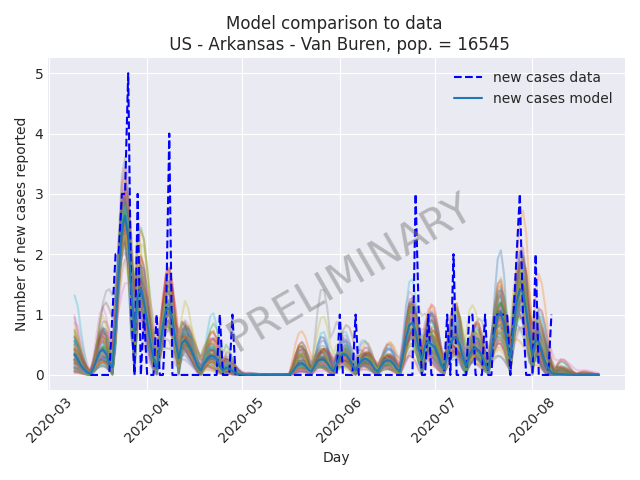 Model comparison to data
US - Arkansas - Van Buren, pop. = 16545
new cases data
new cases model
PRELIMINARY
Number of new cases reported
5
4
3
2
1
0
2020-03
2020-04
2020-05
2020-06
2020-07
2020-08
Day